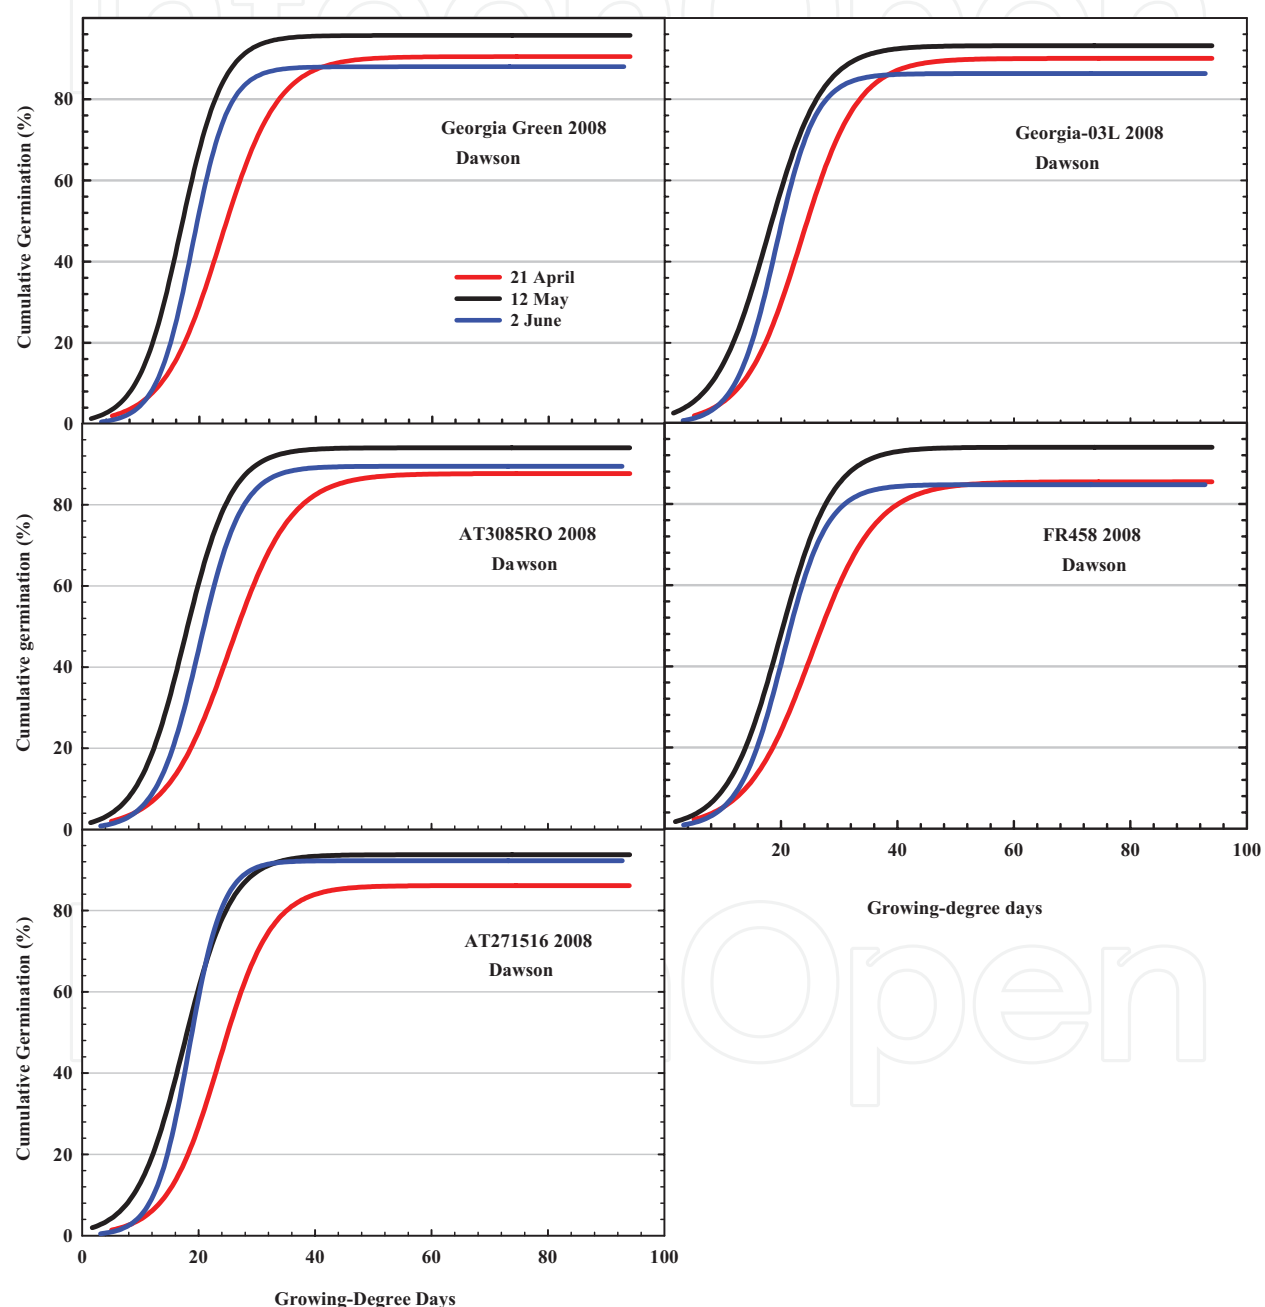 Cumulative Germination (%)
80
60
40
20
0
Georgia Green 2008
Dawson
21 April
12 May
2 June
Georgia-03L 2008
Dawson
Cumulative germination (%)
80
60
40
20
0
AT3085RO 2008
Dawson
FR458 2008
Dawson
20 40 60 80 100
Growing-degree days
Cumulative Germination (%)
80
60
40
20
0
AT271516 2008
Dawson
0 20 40 60 80 100
Growing-Degree Days
Open